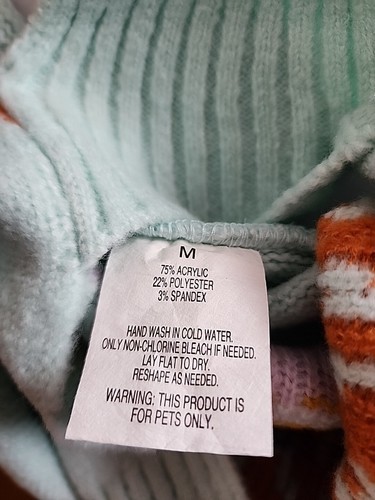 M
75% ACRYLIC
22% POLYESTER
3% SPANDEX
HAND WASH IN COLD WATER.
ONLY NON-CHLORINE BLEACH IF NEEDED.
LAY FLAT TO DRY.
RESHAPE AS NEEDED.
WARNING: THIS PRODUCT IS
FOR PETS ONLY.